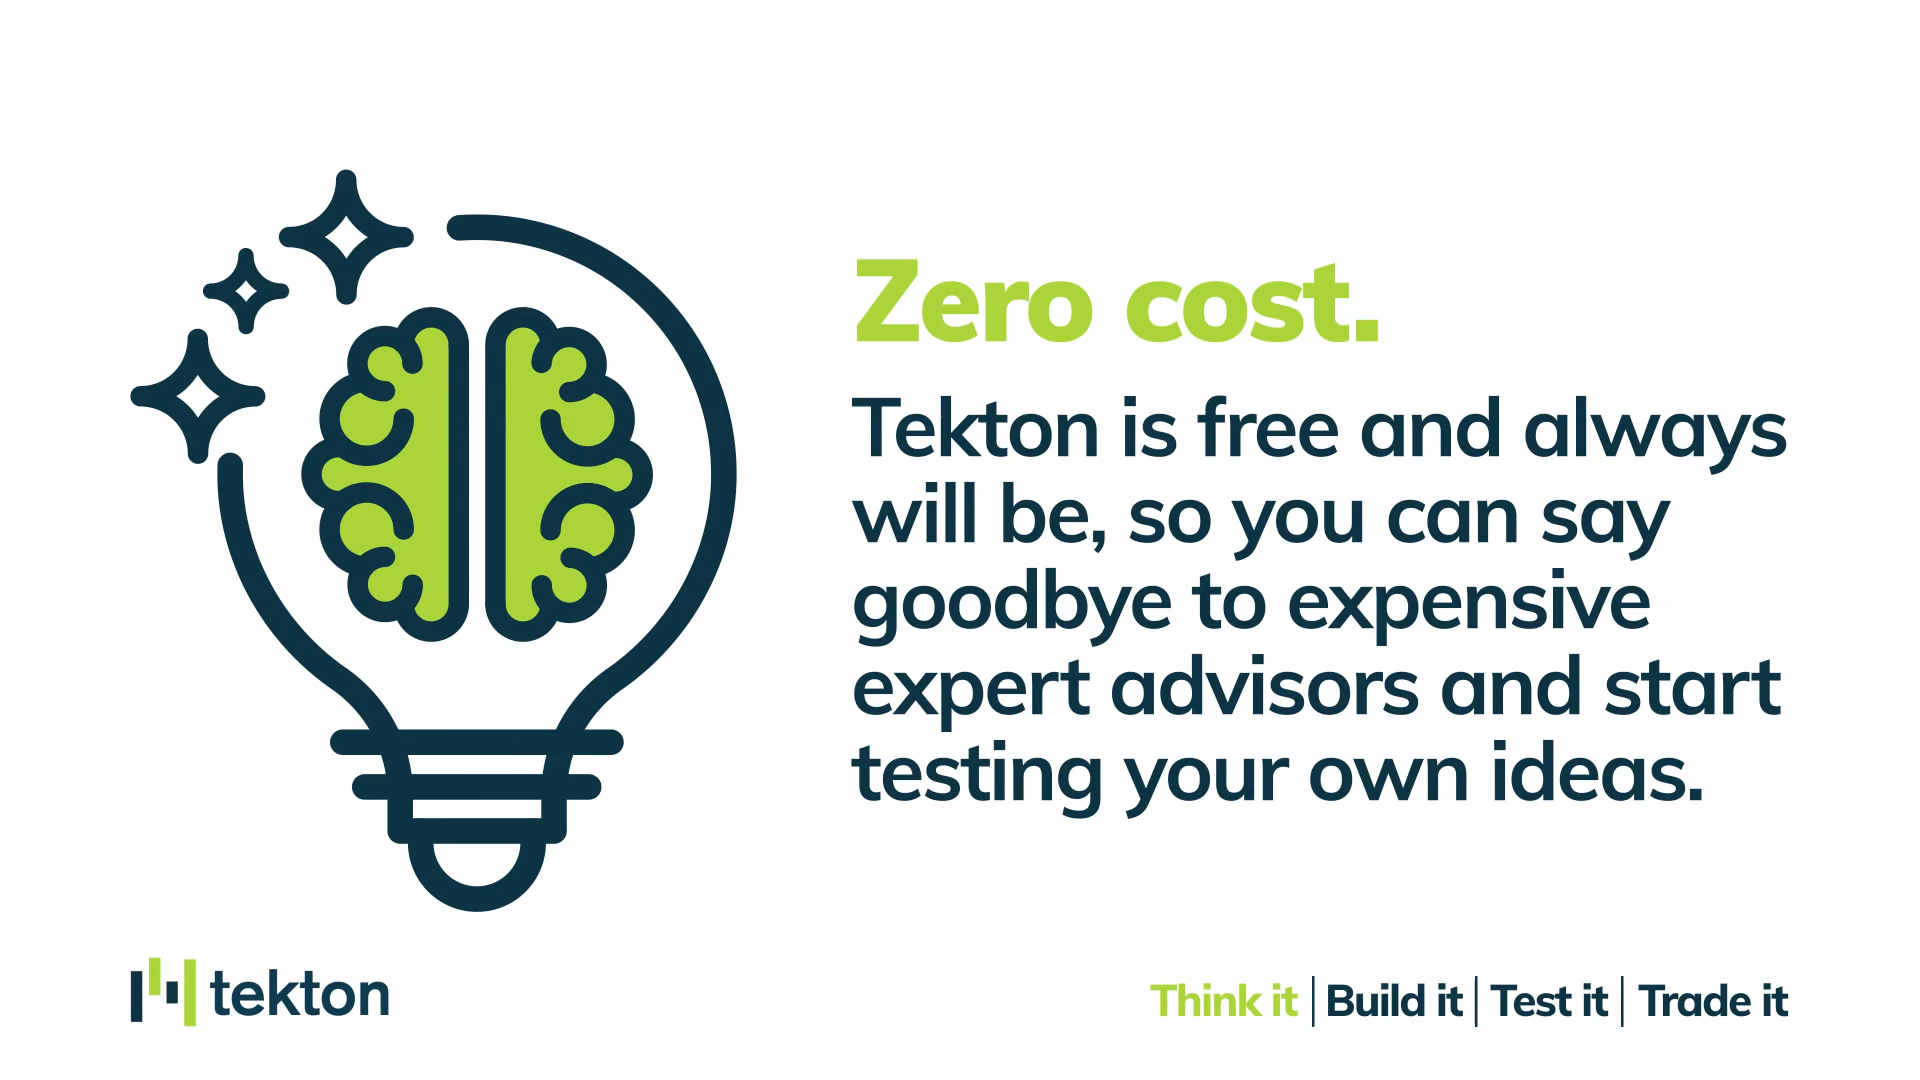 Zero cost.
Tekton is free and always
will be, so you can say
goodbye to expensive
expert advisors and start
testing your own ideas.
tekton
Think it | Build it | Test it | Trade it